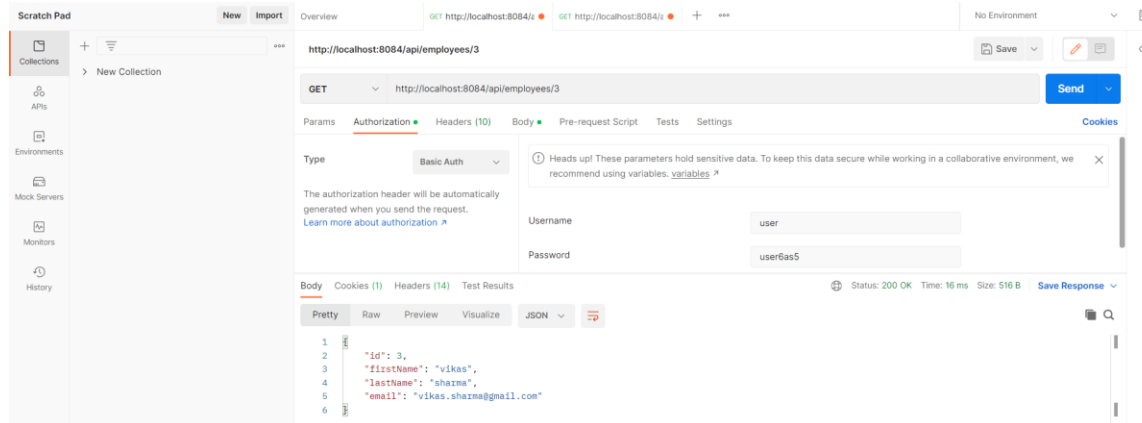 Scratch Pad New Import Overview GET http://localhost:8084/a GET http://localhost:8084/a + ooo No Environment
Collections
APIs
Environments
Mock Servers
Monitors
History
+ ooo
> New Collection
http://localhost:8084/api/employees/3 Save
GET http://localhost:8084/api/employees/3 Send
Params Authorization Headers (10) Body Pre-request Script Tests Settings Cookies
Type Basic Auth
The authorization header will be automatically
generated when you send the request.
Learn more about authorization ↗
Heads up! These parameters hold sensitive data. To keep this data secure while working in a collaborative environment, we
recommend using variables. variables ↗
Username user
Password user6as5
Body Cookies (1) Headers (14) Test Results Status: 200 OK Time: 16 ms Size: 516 B Save Response
Pretty Raw Preview Visualize JSON
1 {
2 "id": 3,
3 "firstName": "vikas",
4 "lastName": "sharma",
5 "email": "vikas.sharma@gmail.com"
6 }